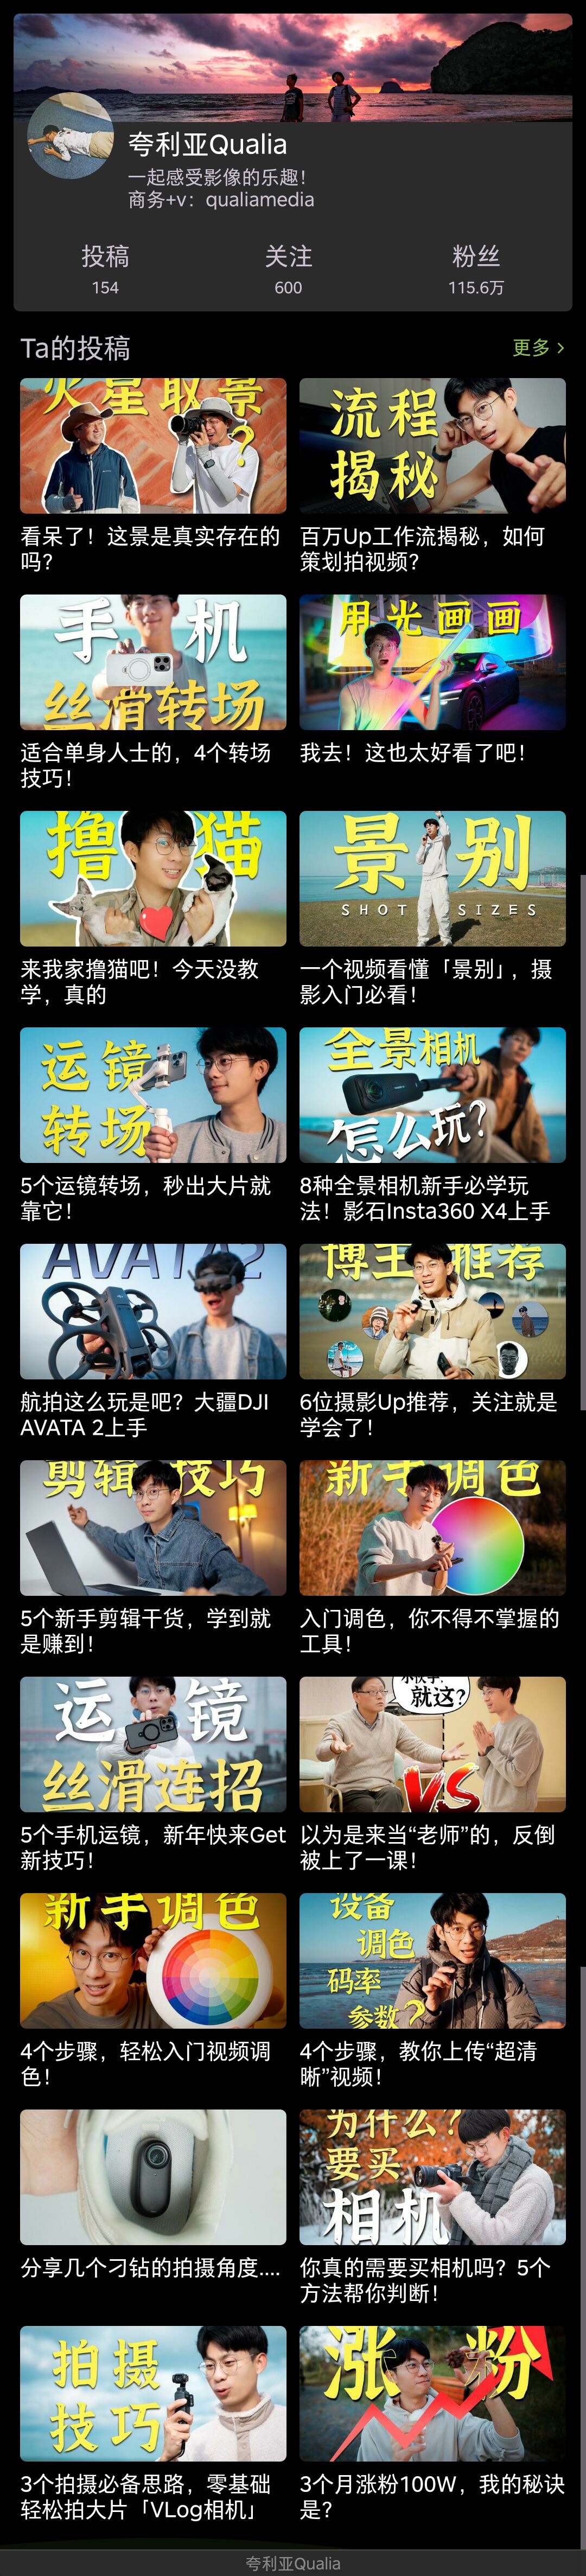 夸利亚Qualia
一起感受影像的乐趣！
商务+v：qualiamedia
投稿
关注
粉丝
154
600
115.6万
Ta的投稿
更多 >
火星取景
？
流程
揭秘
看呆了！这景是真实存在的
吗？
百万Up工作流揭秘，如何
策划拍视频？
手机
丝滑转场
用光画画
适合单身人士的，4个转场
技巧！
我去！这也太好看了吧！
撸猫
景别
SHOT SIZES
来我家撸猫吧！今天没教
学，真的
一个视频看懂「景别」，摄
影入门必看！
运镜
转场
全景相机
怎么玩？
5个运镜转场，秒出大片就
靠它！
8种全景相机新手必学玩
法！影石Insta360 X4上手
AVATA2
博主推荐
航拍这么玩是吧？大疆DJI
AVATA 2上手
6位摄影Up推荐，关注就是
学会了！
剪辑技巧
新手调色
5个新手剪辑干货，学到就
是赚到！
入门调色，你不得不掌握的
工具！
运镜
丝滑连招
就这？
VS
5个手机运镜，新年快来Get
新技巧！
以为是来当“老师”的，反倒
被上了一课！
新手调色
设备
调色
码率
参数？
4个步骤，轻松入门视频调
色！
4个步骤，教你上传“超清
晰”视频！
为什么？
要买
相机
分享几个刁钻的拍摄角度....
你真的需要买相机吗？5个
方法帮你判断！
拍摄
技巧
涨粉
3个拍摄必备思路，零基础
轻松拍大片「VLog相机」
3个月涨粉100W，我的秘诀
是？
夸利亚Qualia